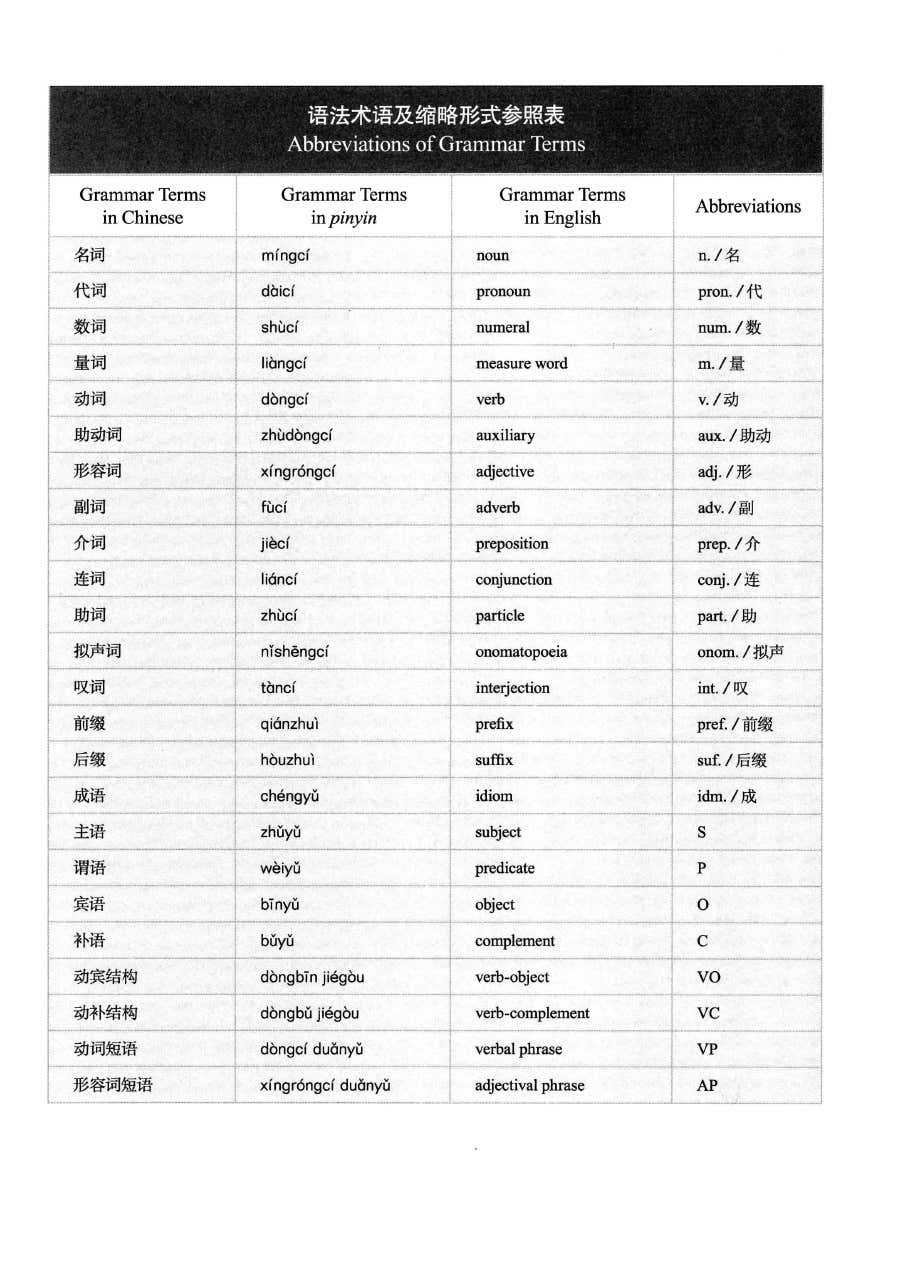 语法术语及缩略形式参照表
Abbreviations of Grammar Terms
Grammar Terms in Chinese Grammar Terms in pinyin Grammar Terms in English Abbreviations
名词 míngcí noun n. / 名
代词 dàicí pronoun pron. / 代
数词 shùcí numeral num. / 数
量词 liàngcí measure word m. / 量
动词 dòngcí verb v. / 动
助动词 zhùdòngcí auxiliary aux. / 助动
形容词 xíngróngcí adjective adj. / 形
副词 fùcí adverb adv. / 副
介词 jiècí preposition prep. / 介
连词 liáncí conjunction conj. / 连
助词 zhùcí particle part. / 助
拟声词 nǐshēngcí onomatopoeia onom. / 拟声
叹词 tàncí interjection int. / 叹
前缀 qiánzhuì prefix pref. / 前缀
后缀 hòuzhuì suffix suf. / 后缀
成语 chéngyǔ idiom idm. / 成
主语 zhǔyǔ subject S
谓语 wèiyǔ predicate P
宾语 bīnyǔ object O
补语 bǔyǔ complement C
动宾结构 dòngbīn jiégòu verb-object VO
动补结构 dòngbǔ jiégòu verb-complement VC
动词短语 dòngcí duǎnyǔ verbal phrase VP
形容词短语 xíngróngcí duǎnyǔ adjectival phrase AP